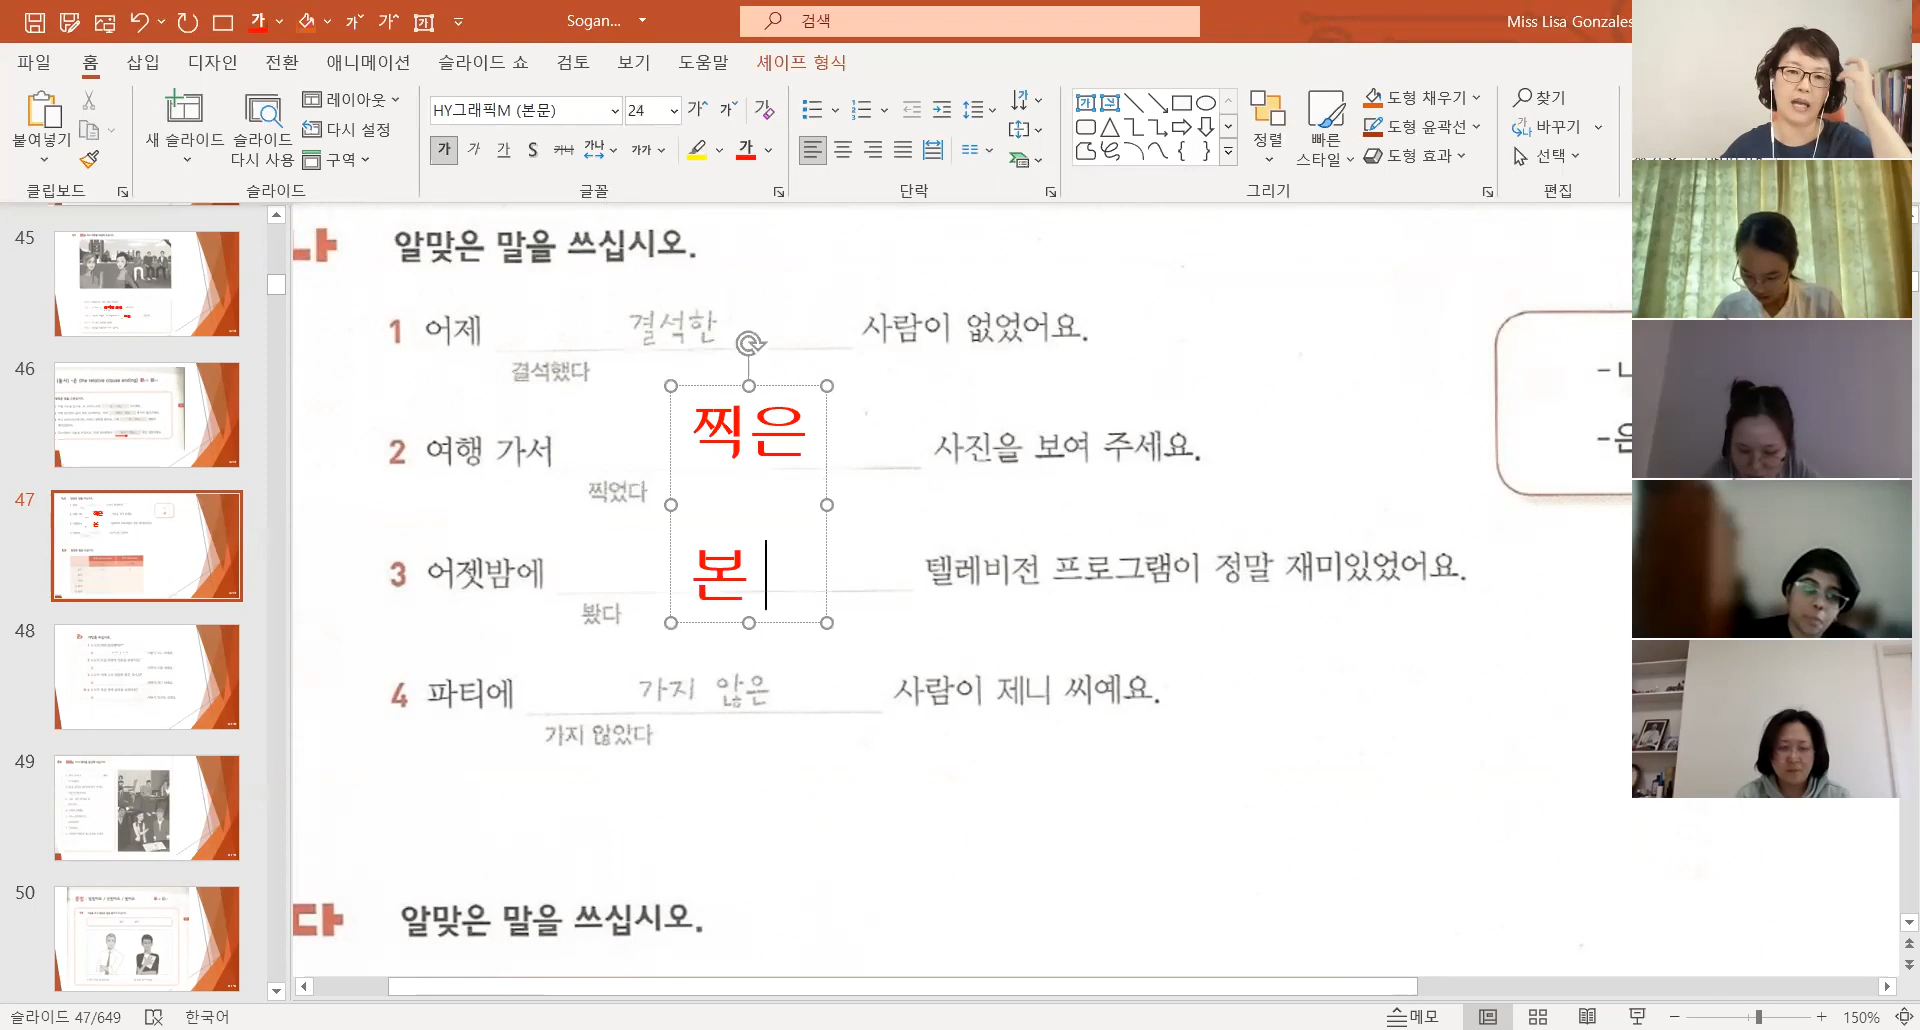 Sogan...
검색
Miss Lisa Gonzales
파일 홈 삽입 디자인 전환 애니메이션 슬라이드 쇼 검토 보기 도움말 셰이프 형식
붙여넣기
클립보드
새 슬라이드
슬라이드 다시 사용
레이아웃
다시 설정
구역
슬라이드
HY그래픽M (본문) 24
글꼴
단락
정렬
빠른 스타일
도형 채우기
도형 윤곽선
도형 효과
그리기
찾기
바꾸기
선택
편집
45
46
47
48
49
50
나 알맞은 말을 쓰십시오.
1 어제 결석한 사람이 없었어요.
결석했다
2 여행 가서 찍은 사진을 보여 주세요.
찍었다
3 어젯밤에 본 텔레비전 프로그램이 정말 재미있었어요.
봤다
4 파티에 가지 않은 사람이 제니 씨예요.
가지 않았다
다 알맞은 말을 쓰십시오.
슬라이드 47/649 한국어
메모
150%